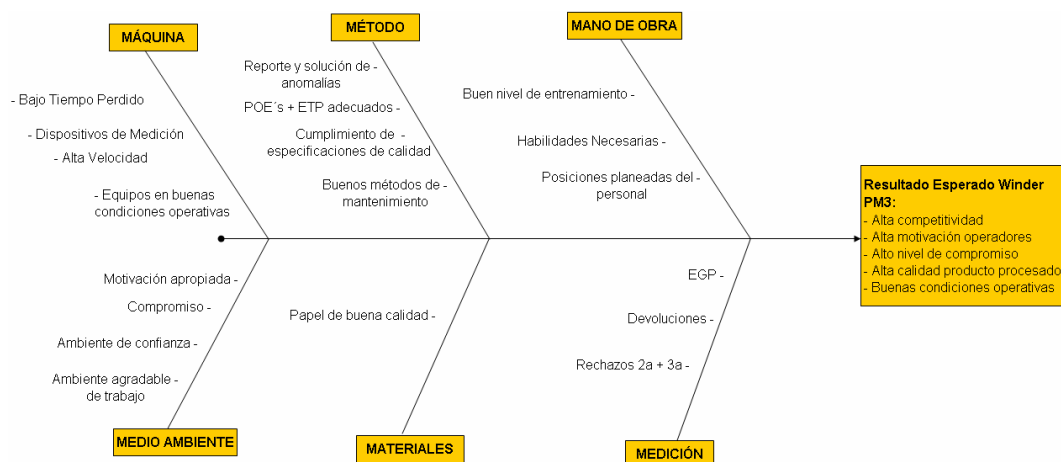 MÁQUINA
- Bajo Tiempo Perdido
- Dispositivos de Medición
- Alta Velocidad
- Equipos en buenas
condiciones operativas
MÉTODO
Reporte y solución de -
anomalías
POE´s + ETP adecuados -
Cumplimiento de -
especificaciones de calidad
Buenos métodos de -
mantenimiento
MANO DE OBRA
Buen nivel de entrenamiento -
Habilidades Necesarias -
Posiciones planeadas del -
personal
Resultado Esperado Winder
PM3:
- Alta competitividad
- Alta motivación operadores
- Alto nivel de compromiso
- Alta calidad producto procesado
- Buenas condiciones operativas
Motivación apropiada -
Compromiso -
Ambiente de confianza -
Ambiente agradable -
de trabajo
MEDIO AMBIENTE
Papel de buena calidad -
MATERIALES
EGP -
Devoluciones -
Rechazos 2a + 3a -
MEDICIÓN